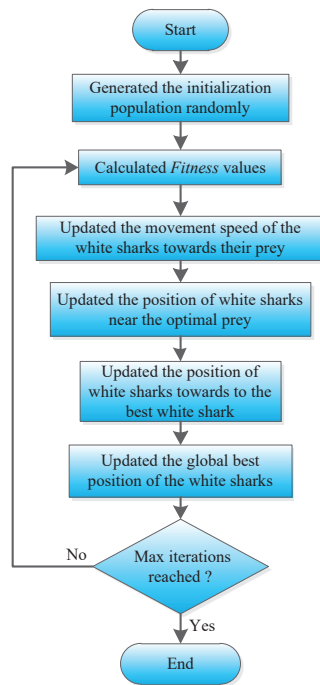 Start
Generated the initialization
population randomly
Calculated Fitness values
Updated the movement speed of the
white sharks towards their prey
Updated the position of white sharks
near the optimal prey
Updated the position of
white sharks towards to the
best white shark
Updated the global best
position of the white sharks
No
Max iterations
reached ?
Yes
End